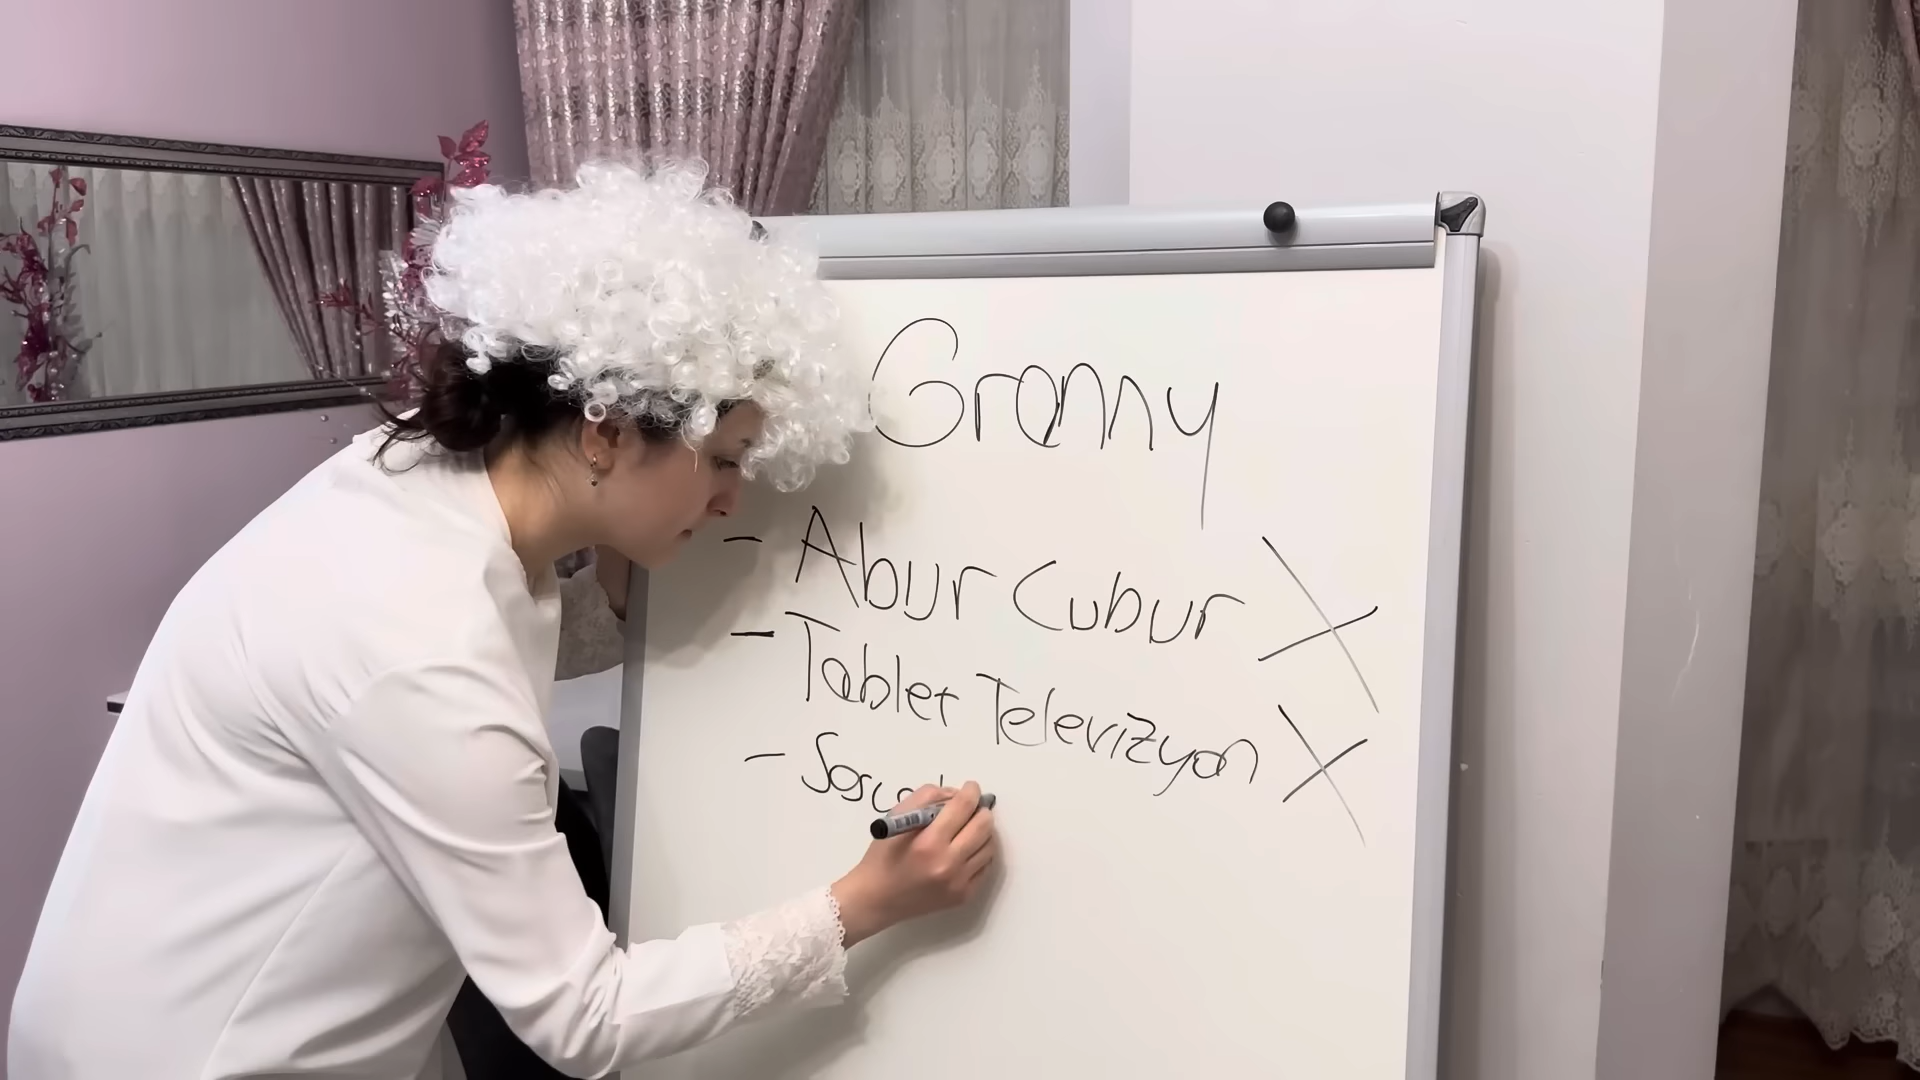 Granny
- Abur Cubur X
- Tablet Televizyon X
-